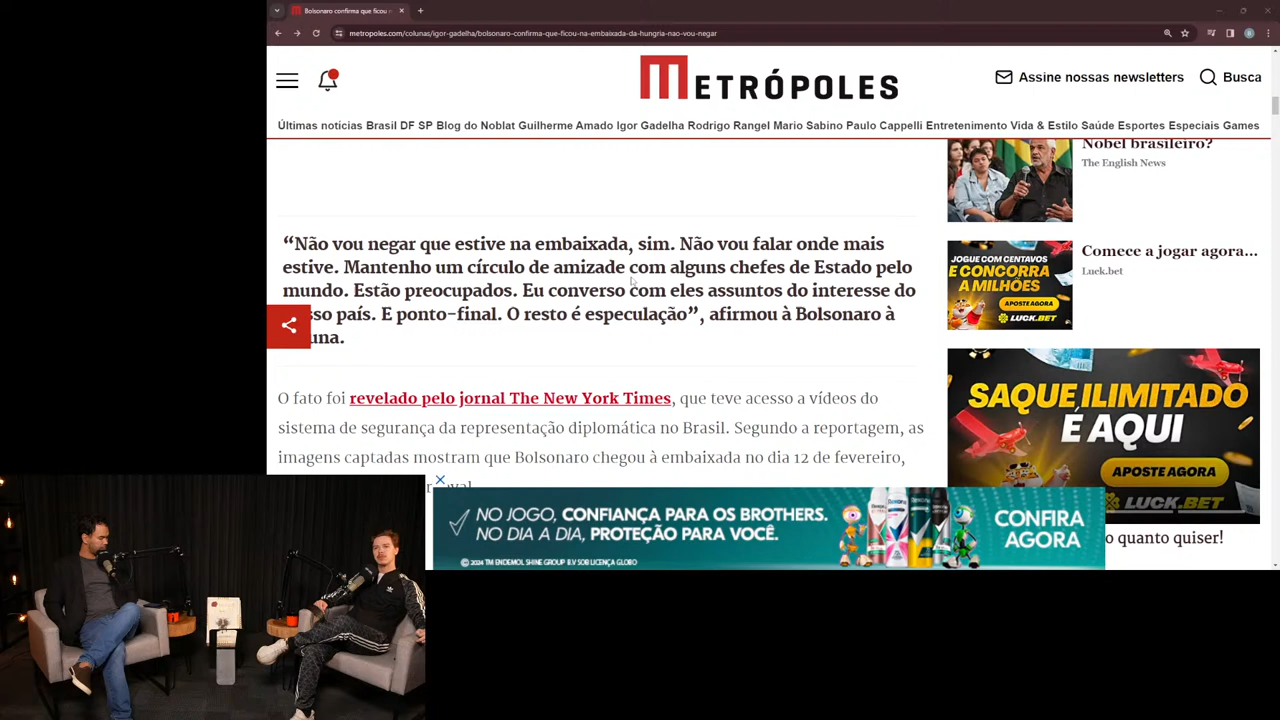 Bolsonaro confirma que ficou n
metropoles.com/colunas/igor-gadelha/bolsonaro-confirma-que-ficou-na-embaixada-da-hungria-nao-vou-negar
METRÓPOLES
Assine nossas newsletters
Busca
Últimas notícias Brasil DF SP Blog do Noblat Guilherme Amado Igor Gadelha Rodrigo Rangel Mario Sabino Paulo Cappelli Entretenimento Vida & Estilo Saúde Esportes Especiais Games
“Não vou negar que estive na embaixada, sim. Não vou falar onde mais
estive. Mantenho um círculo de amizade com alguns chefes de Estado pelo
mundo. Estão preocupados. Eu converso com eles assuntos do interesse do
sso país. E ponto-final. O resto é especulação”, afirmou à Bolsonaro à
una.
O fato foi revelado pelo jornal The New York Times, que teve acesso a vídeos do
sistema de segurança da representação diplomática no Brasil. Segundo a reportagem, as
imagens captadas mostram que Bolsonaro chegou à embaixada no dia 12 de fevereiro,
Nobel brasileiro?
The English News
JOGUE COM CENTAVOS
E CONCORRA
A MILHÕES
APOSTE AGORA
LUCK.BET
Comece a jogar agora...
Luck.bet
SAQUE ILIMITADO
É AQUI
APOSTE AGORA
LUCK.BET
o quanto quiser!
NO JOGO, CONFIANÇA PARA OS BROTHERS.
NO DIA A DIA, PROTEÇÃO PARA VOCÊ.
CONFIRA
AGORA
©2024 TM ENDEMOL SHINE GROUP B.V SOB LICENÇA GLOBO